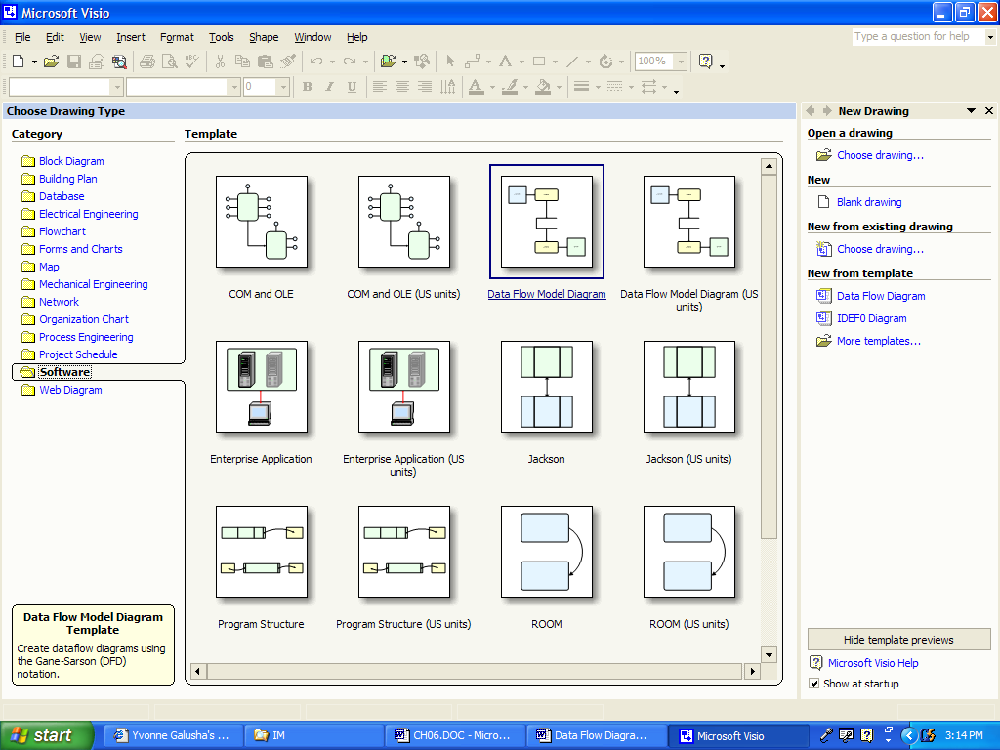 Microsoft Visio
File Edit View Insert Format Tools Shape Window Help
Type a question for help
100%
0
B I U
Choose Drawing Type
Category
Template
Block Diagram
Building Plan
Database
Electrical Engineering
Flowchart
Forms and Charts
Map
Mechanical Engineering
Network
Organization Chart
Process Engineering
Project Schedule
Software
Web Diagram
COM and OLE
COM and OLE (US units)
Data Flow Model Diagram
Data Flow Model Diagram (US
units)
Enterprise Application
Enterprise Application (US
units)
Jackson
Jackson (US units)
Program Structure
Program Structure (US units)
ROOM
ROOM (US units)
Data Flow Model Diagram
Template
Create dataflow diagrams using
the Gane-Sarson (DFD)
notation.
New Drawing
Open a drawing
Choose drawing...
New
Blank drawing
New from existing drawing
Choose drawing...
New from template
Data Flow Diagram
IDEF0 Diagram
More templates...
Hide template previews
Microsoft Visio Help
Show at startup
start
Yvonne Galusha's ...
IM
CH06.DOC - Micro...
Data Flow Diagra...
Microsoft Visio
3:14 PM